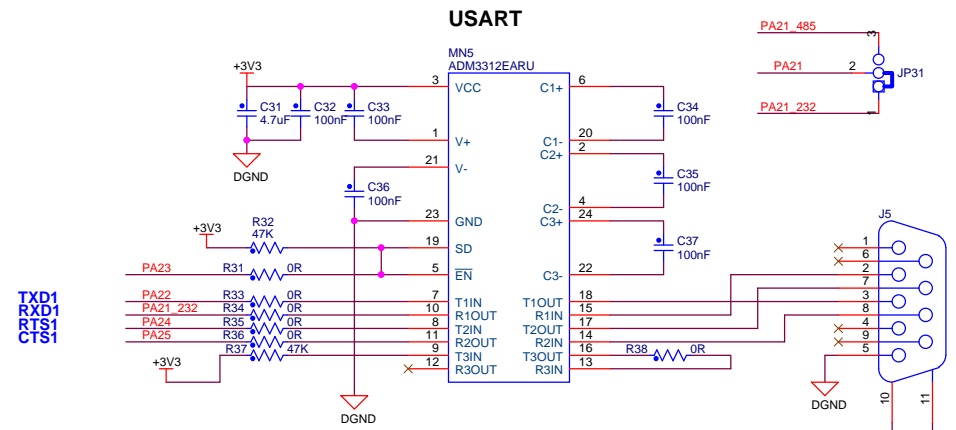 USART
PA21_485
3
MN5
ADM3312EARU
+3V3
PA21
2
JP31
3
VCC
C1+
6
C31
4.7uF
C32
100nF
C33
100nF
C34
100nF
PA21_232
1
1
V+
C1-
20
C2+
2
21
V-
DGND
C36
100nF
C35
100nF
C2-
4
23
GND
C3+
24
R32
47K
+3V3
19
SD
C37
100nF
J5
PA23
R31
0R
5
EN
C3-
22
TXD1
RXD1
RTS1
CTS1
PA22
R33
0R
7
T1IN
T1OUT
18
PA21_232
R34
0R
10
R1OUT
R1IN
15
PA24
R35
0R
8
T2IN
T2OUT
17
PA25
R36
0R
11
R2OUT
R2IN
14
R37
47K
9
T3IN
T3OUT
16
R38
0R
+3V3
12
R3OUT
R3IN
13
1
6
2
7
3
8
4
9
5
DGND
DGND
10
11